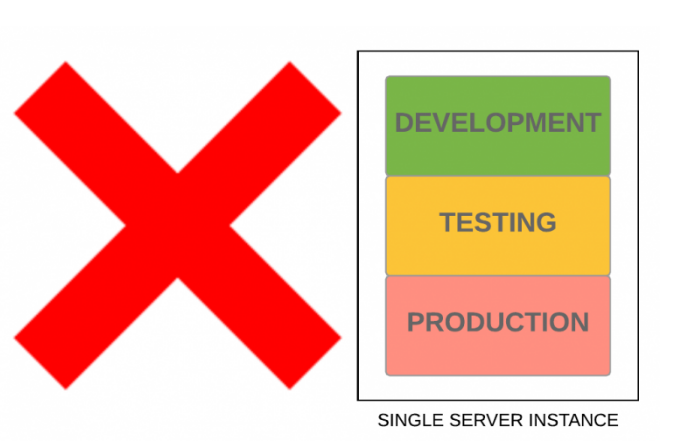 DEVELOPMENT
TESTING
PRODUCTION
SINGLE SERVER INSTANCE